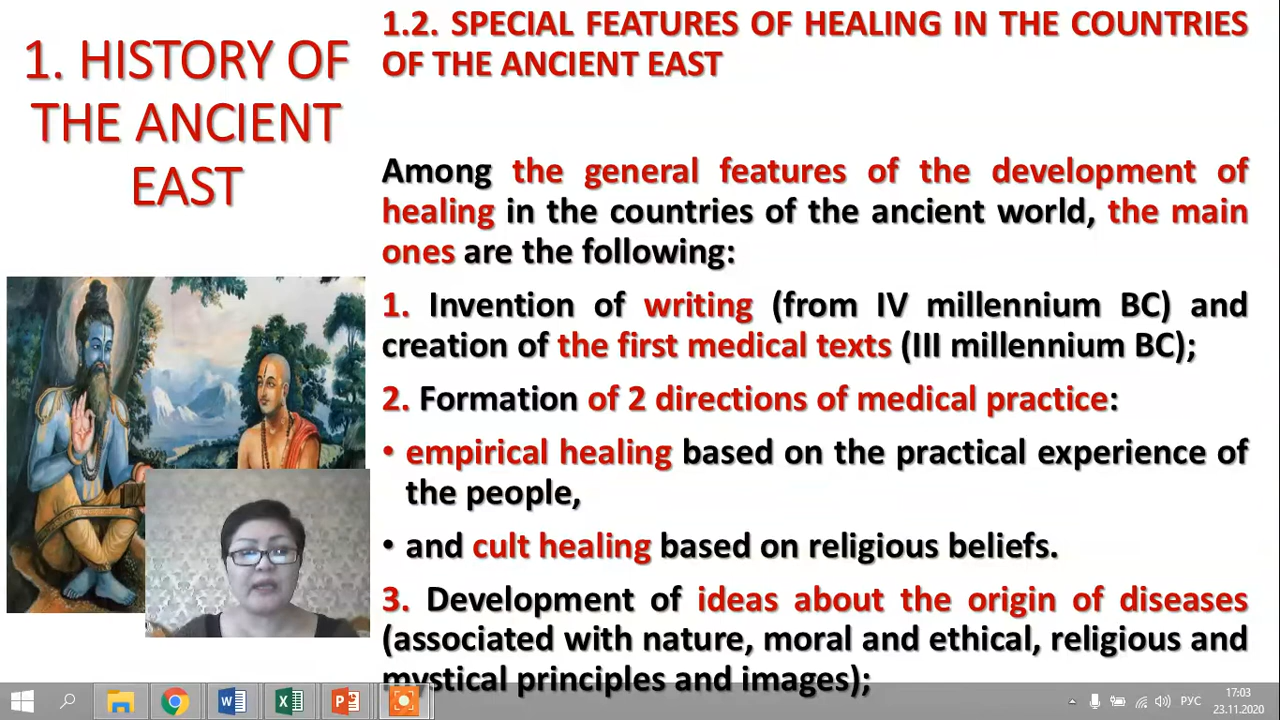 1. HISTORY OF
THE ANCIENT
EAST
1.2. SPECIAL FEATURES OF HEALING IN THE COUNTRIES
OF THE ANCIENT EAST
Among the general features of the development of
healing in the countries of the ancient world, the main
ones are the following:
1. Invention of writing (from IV millennium BC) and
creation of the first medical texts (III millennium BC);
2. Formation of 2 directions of medical practice:
• empirical healing based on the practical experience of
the people,
• and cult healing based on religious beliefs.
3. Development of ideas about the origin of diseases
(associated with nature, moral and ethical, religious and
mystical principles and images);
РУС
17:03
23.11.2020